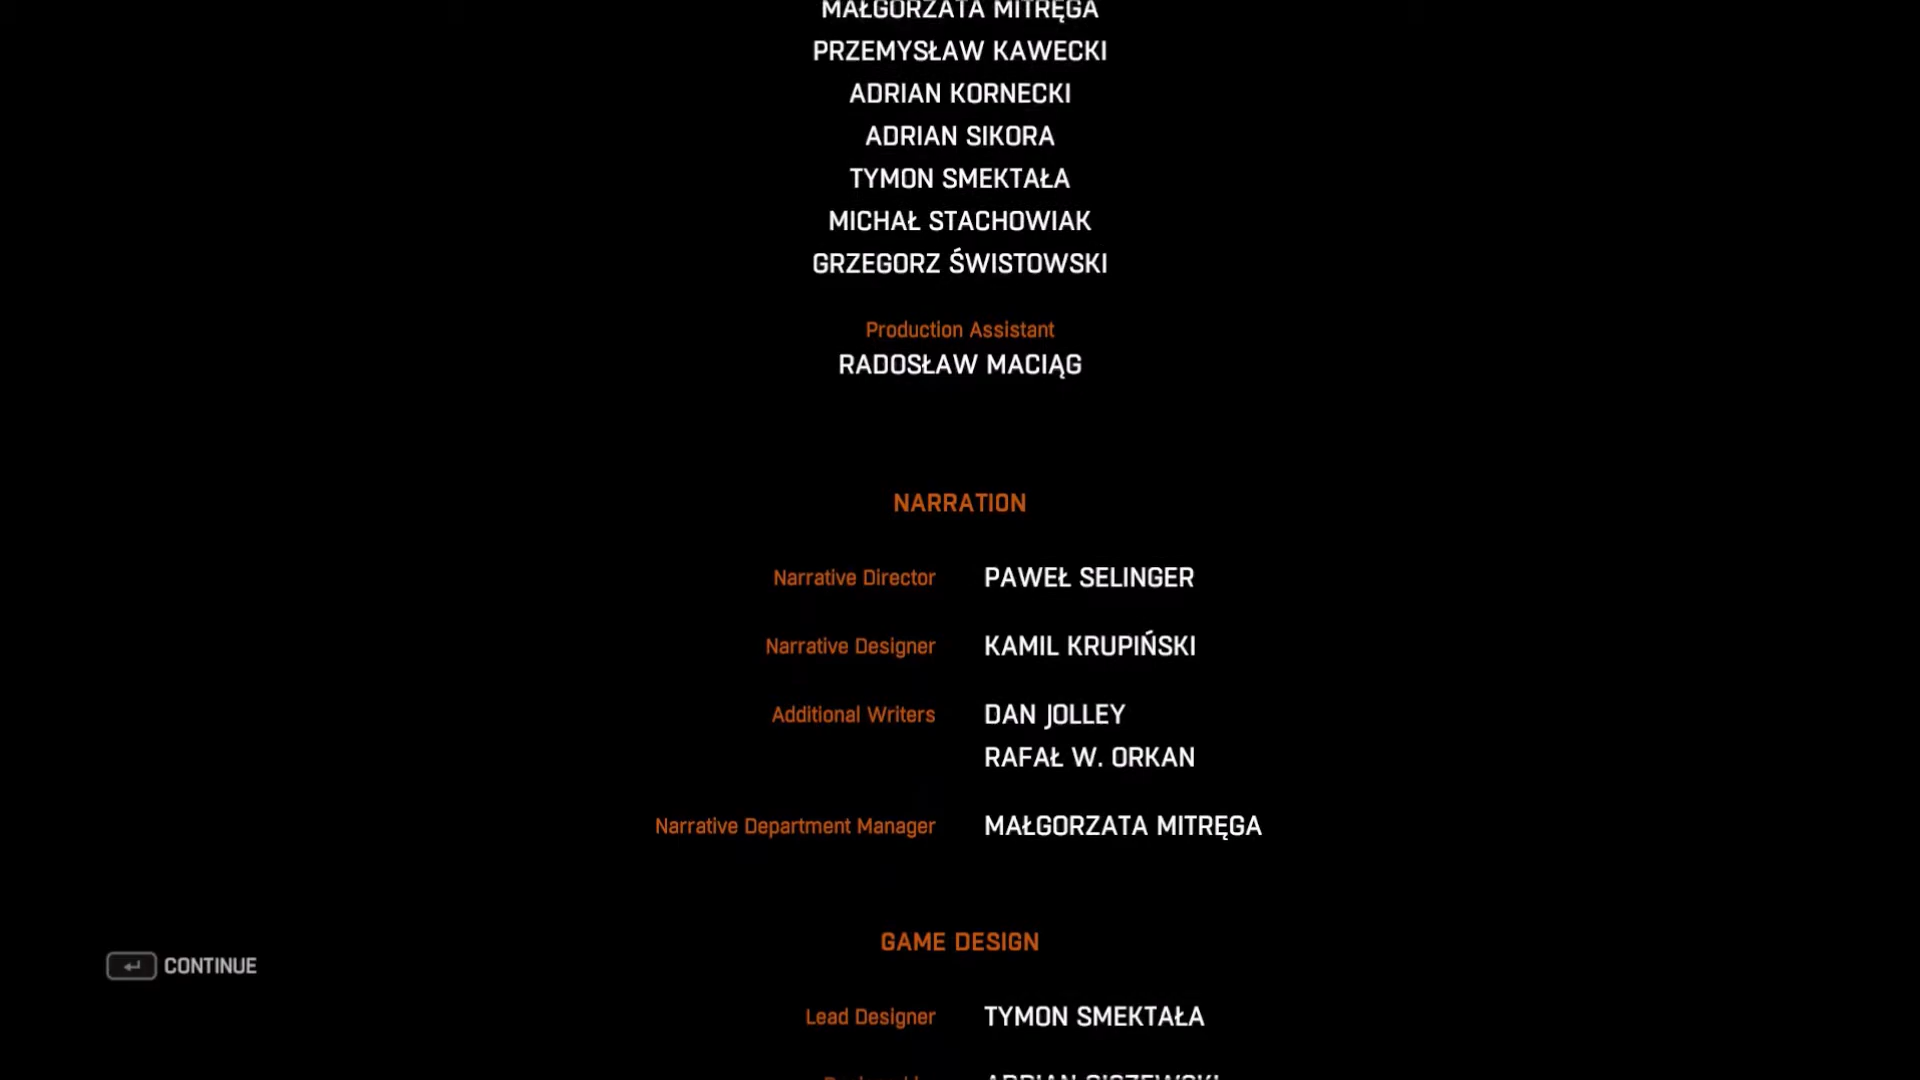 MAŁGORZATA MITRĘGA
PRZEMYSŁAW KAWECKI
ADRIAN KORNECKI
ADRIAN SIKORA
TYMON SMEKTAŁA
MICHAŁ STACHOWIAK
GRZEGORZ ŚWISTOWSKI
Production Assistant
RADOSŁAW MACIĄG
NARRATION
Narrative Director PAWEŁ SELINGER
Narrative Designer KAMIL KRUPIŃSKI
Additional Writers DAN JOLLEY
RAFAŁ W. ORKAN
Narrative Department Manager MAŁGORZATA MITRĘGA
GAME DESIGN
CONTINUE
Lead Designer TYMON SMEKTAŁA
ADRIAN CISZEWSKI